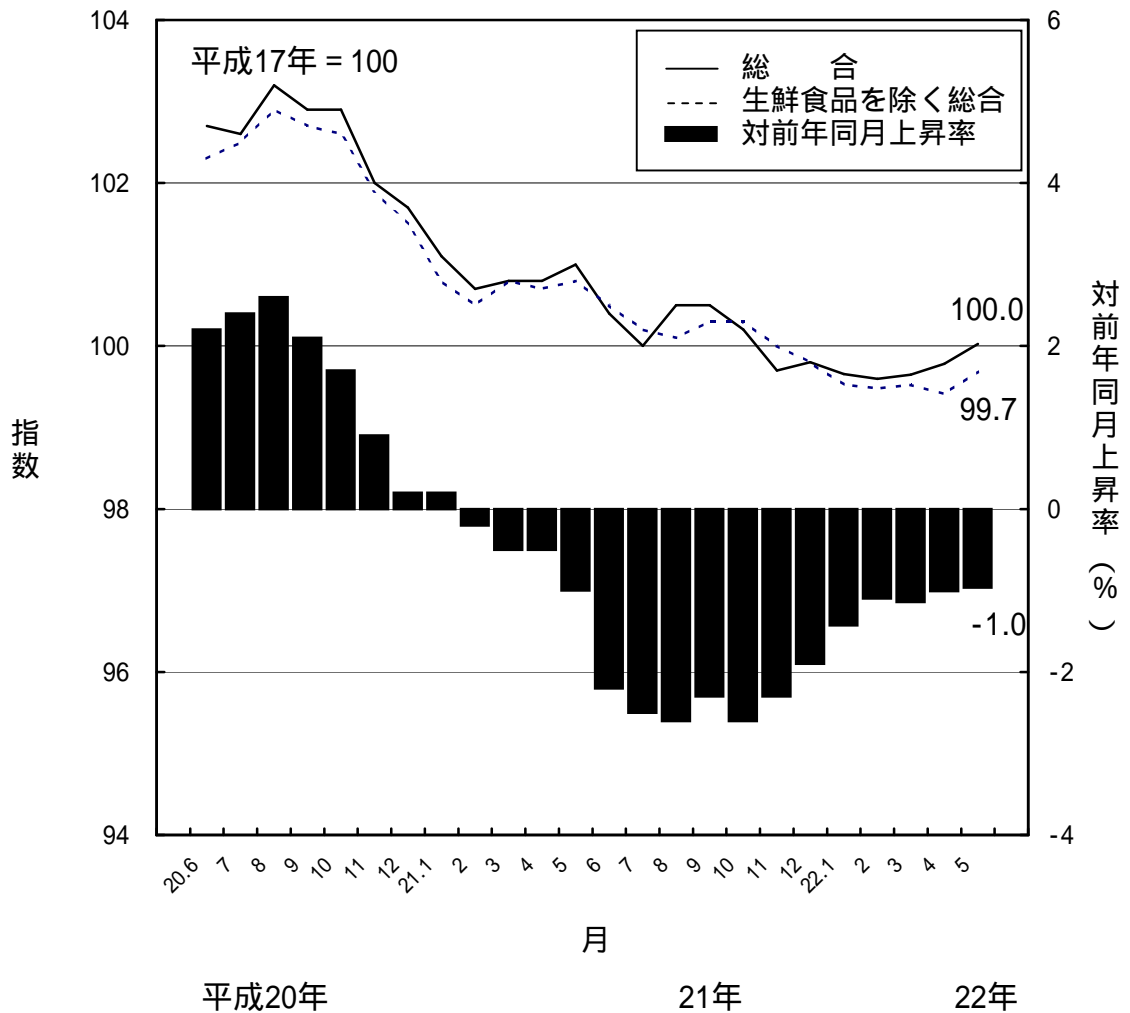 平成17年 = 100
総　　合
生鮮食品を除く総合
対前年同月上昇率
104
102
100
98
96
94
指数
6
4
2
0
-2
-4
対前年同月上昇率 (%)
100.0
99.7
-1.0
20.6 7 8 9 10 11 12 21.1 2 3 4 5 6 7 8 9 10 11 12 22.1 2 3 4 5
月
平成20年 21年 22年